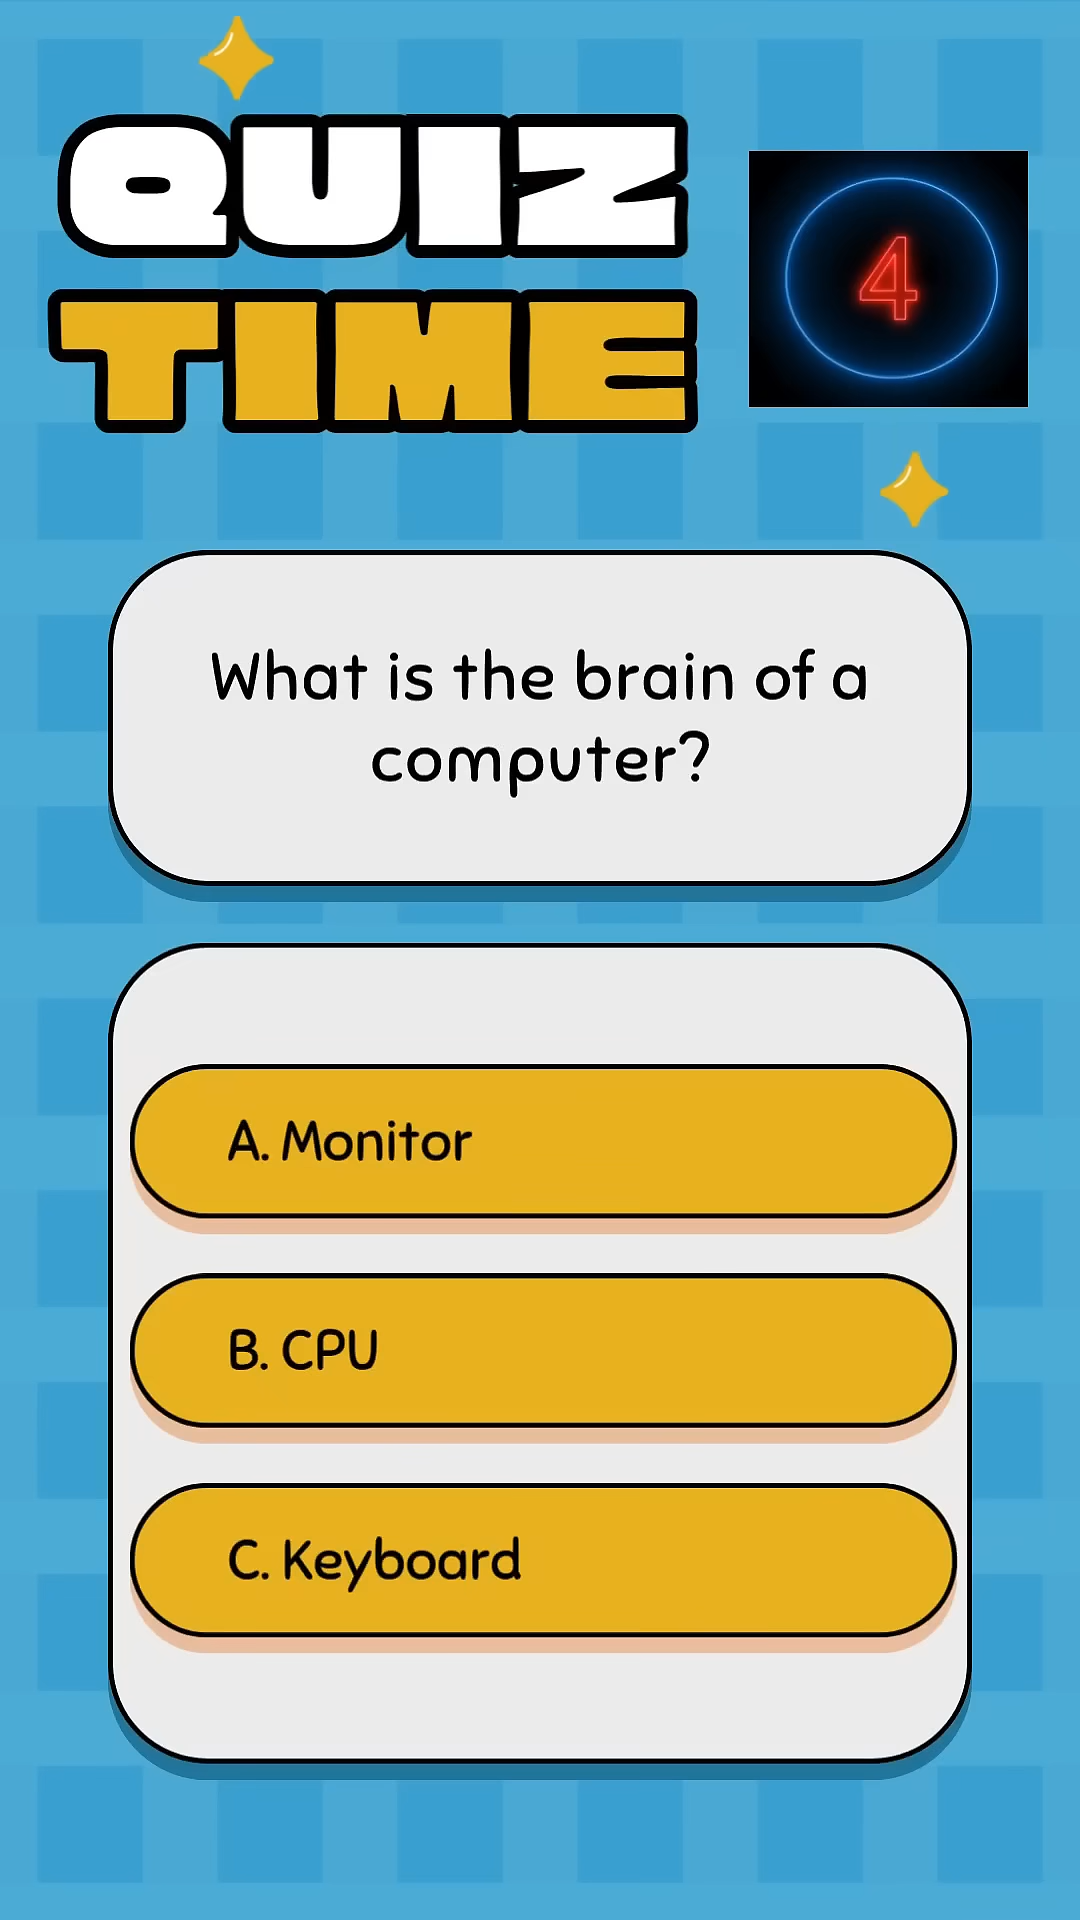 QUIZ
TIME
4
What is the brain of a
computer?
A. Monitor
B. CPU
C. Keyboard